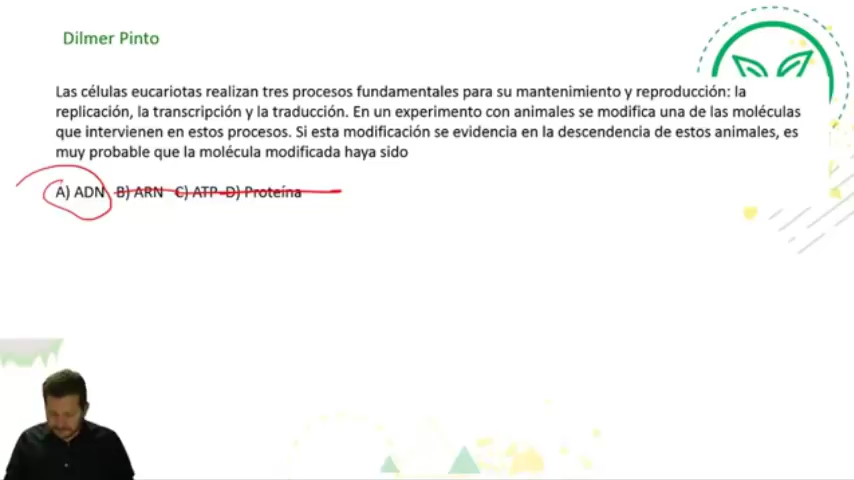 Dilmer Pinto
Las células eucariotas realizan tres procesos fundamentales para su mantenimiento y reproducción: la
replicación, la transcripción y la traducción. En un experimento con animales se modifica una de las moléculas
que intervienen en estos procesos. Si esta modificación se evidencia en la descendencia de estos animales, es
muy probable que la molécula modificada haya sido
A) ADN B) ARN C) ATP D) Proteína